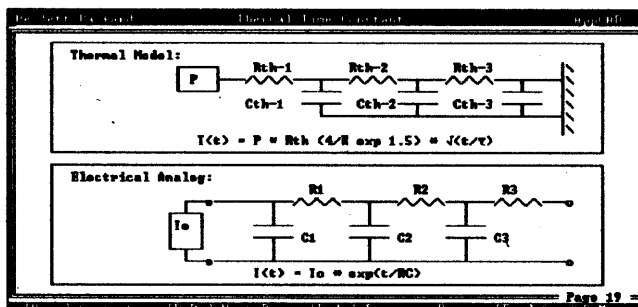 Thermal Time Constant
Thermal Model:
Rth-1 Rth-2 Rth-3
P
Cth-1 Cth-2 Cth-3
T(t) = P * Rth (4/π exp 1.5) * √(t/τ)
Electrical Analog:
R1 R2 R3
Io
C1 C2 C3
I(t) = Io * exp(t/RC)
Page 19